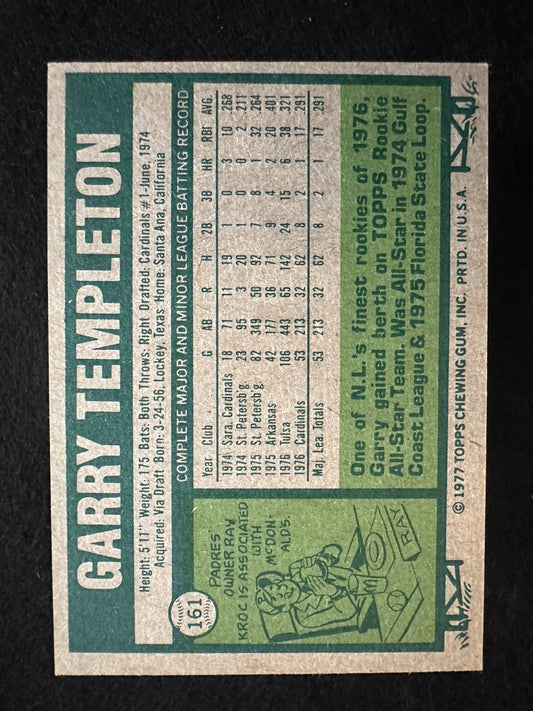 161
GARRY TEMPLETON
Height: 5'11" Weight: 175 Bats: Both Throws: Right Drafted: Cardinals #1-June, 1974
Acquired: Via Draft Born: 3-24-56, Lockey, Texas Home: Santa Ana, California
COMPLETE MAJOR AND MINOR LEAGUE BATTING RECORD
Year Club G AB R H 2B 3B HR RBI AVG.
1974 Sara. Cardinals 18 71 11 19 1 0 3 10 .268
1974 St. Petersb'g. 23 95 3 20 0 0 0 2 .211
1975 St. Petersb'g 82 349 50 92 7 8 1 32 .264
1975 Arkansas 42 177 36 71 9 4 2 20 .401
1976 Tulsa 106 443 65 142 24 15 6 38 .321
1976 Cardinals 53 213 32 62 8 2 1 17 .291
Maj. Lea. Totals 53 213 32 62 8 2 1 17 .291
PADRES'
OWNER RAY
KROC IS ASSOCIATED
WITH
McDON-
ALD'S.
RAY
One of N.L.'s finest rookies of 1976,
Garry gained berth on TOPPS Rookie
All-Star Team. Was All-Star in 1974 Gulf
Coast League & 1975 Florida State Loop.
© 1977 TOPPS CHEWING GUM, INC. PRTD. IN U.S.A.